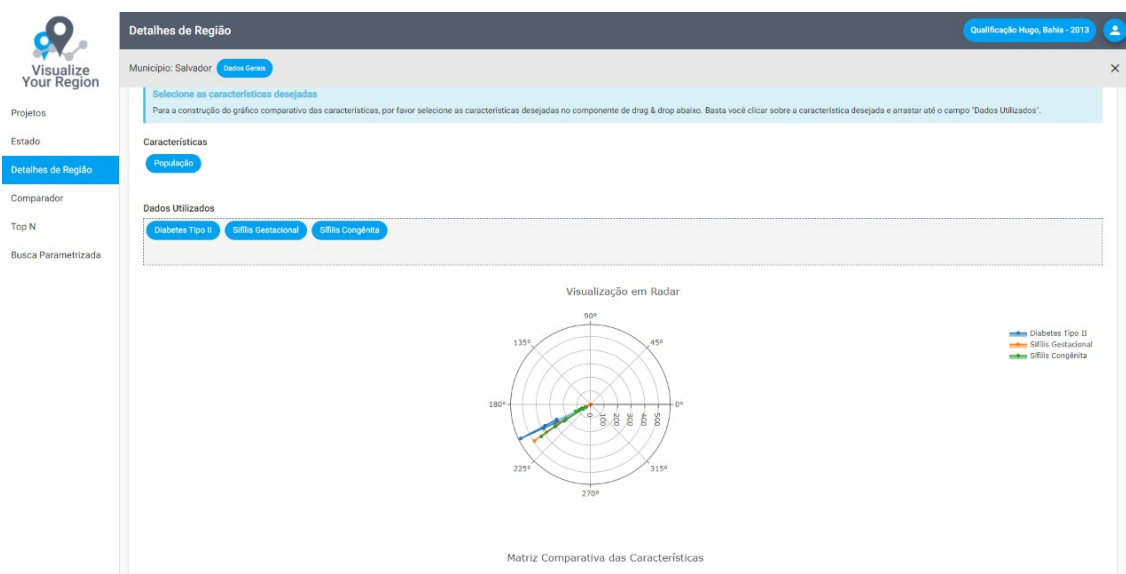 Visualize
Your Region
Projetos
Estado
Detalhes de Região
Comparador
Top N
Busca Parametrizada
Detalhes de Região
Qualificação Hugo, Bahia - 2013
Município: Salvador
Dados Gerais
Selecione as características desejadas
Para a construção do gráfico comparativo das características, por favor selecione as características desejadas no componente de drag & drop abaixo. Basta você clicar sobre a característica desejada e arrastar até o campo "Dados Utilizados".
Características
População
Dados Utilizados
Diabetes Tipo II
Sífilis Gestacional
Sífilis Congênita
Visualização em Radar
90°
135°
45°
180°
0°
0
100
200
300
400
500
225°
315°
270°
Diabetes Tipo II
Sífilis Gestacional
Sífilis Congênita
Matriz Comparativa das Características